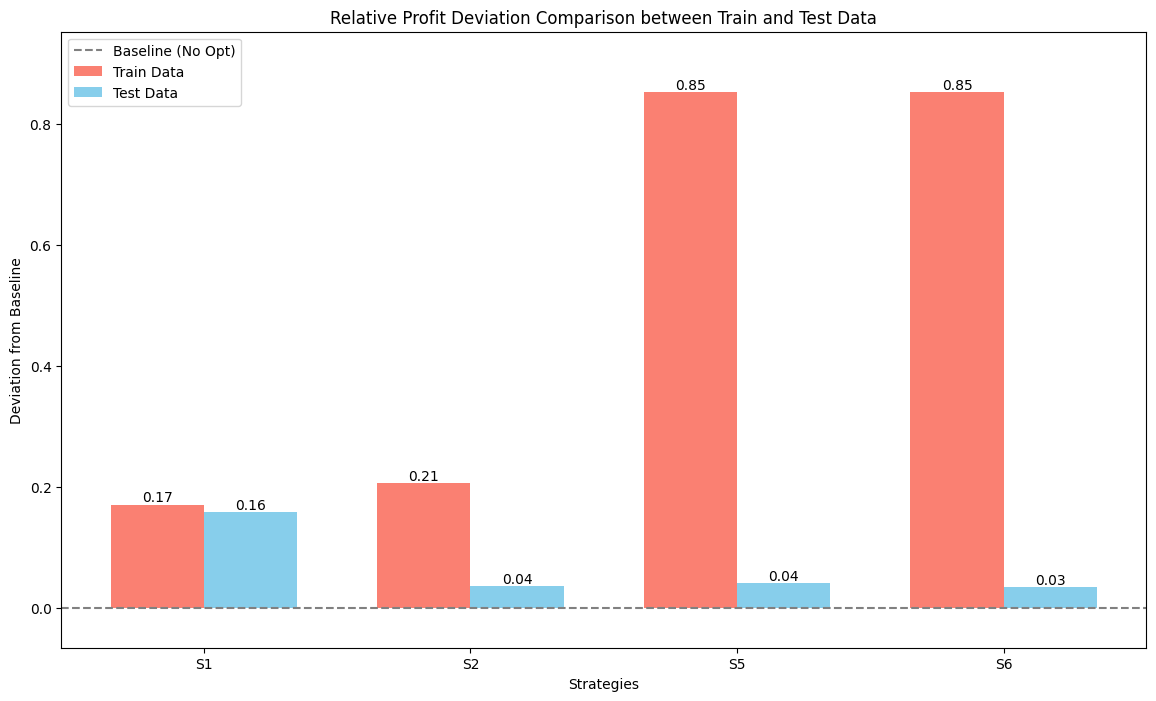 Relative Profit Deviation Comparison between Train and Test Data
Baseline (No Opt)
Train Data
Test Data
Deviation from Baseline
0.8
0.6
0.4
0.2
0.0
0.17
0.16
0.21
0.04
0.85
0.04
0.85
0.03
S1
S2
S5
S6
Strategies